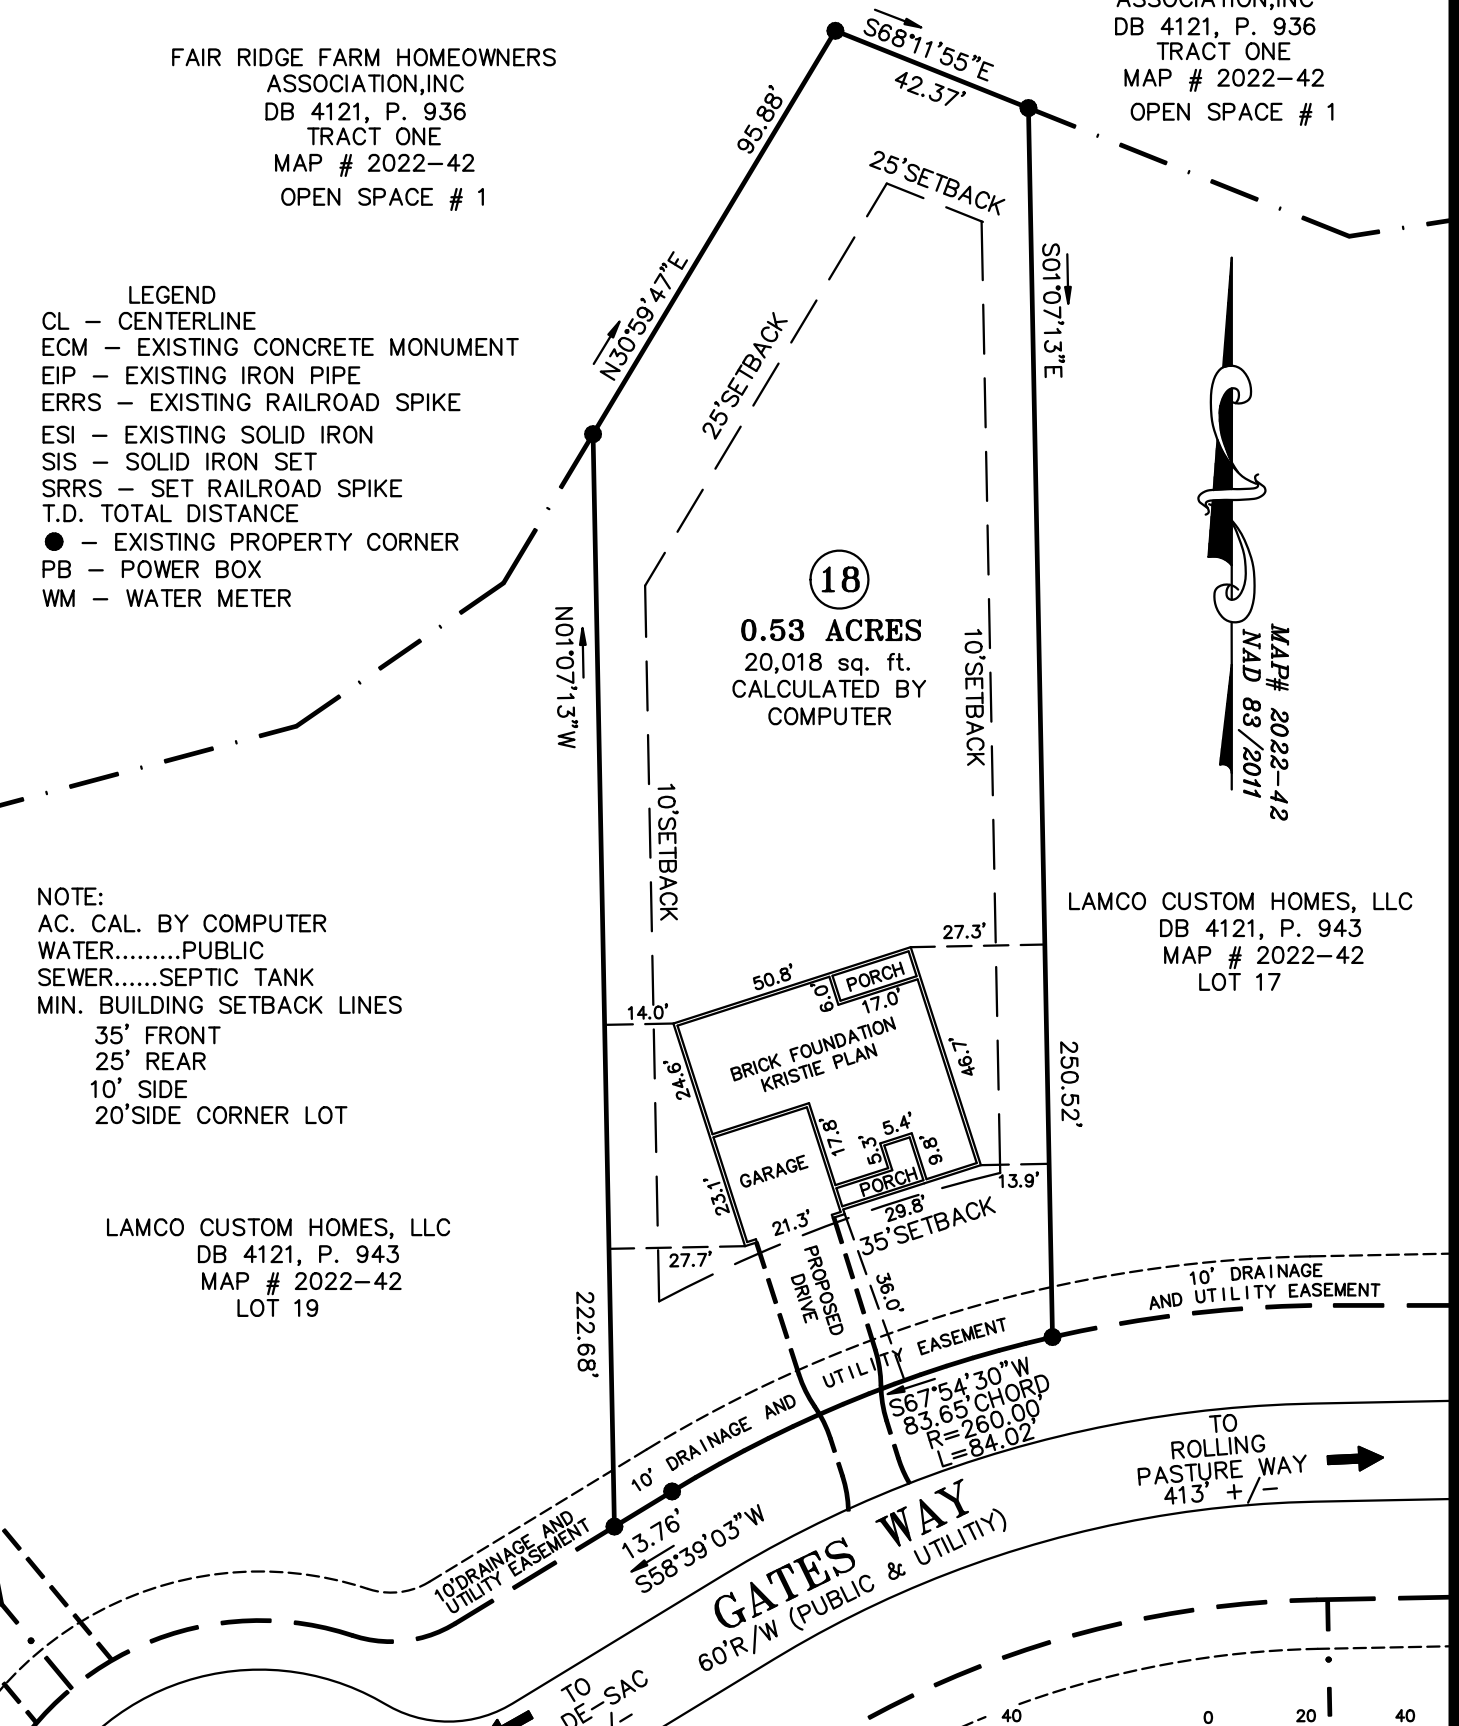 FAIR RIDGE FARM HOMEOWNERS
ASSOCIATION,INC
DB 4121, P. 936
TRACT ONE
MAP # 2022-42
OPEN SPACE # 1
ASSOCIATION,INC
DB 4121, P. 936
TRACT ONE
MAP # 2022-42
OPEN SPACE # 1
S68°11'55"E
42.37'
95.88'
N30°59'47"E
25'SETBACK
25'SETBACK
S01°07'13"E
LEGEND
CL - CENTERLINE
ECM - EXISTING CONCRETE MONUMENT
EIP - EXISTING IRON PIPE
ERRS - EXISTING RAILROAD SPIKE
ESI - EXISTING SOLID IRON
SIS - SOLID IRON SET
SRRS - SET RAILROAD SPIKE
T.D. TOTAL DISTANCE
● - EXISTING PROPERTY CORNER
PB - POWER BOX
WM - WATER METER
18
0.53 ACRES
20,018 sq. ft.
CALCULATED BY
COMPUTER
N01°07'13"W
10'SETBACK
10'SETBACK
MAP# 2022-42
NAD 83/2011
NOTE:
AC. CAL. BY COMPUTER
WATER.........PUBLIC
SEWER......SEPTIC TANK
MIN. BUILDING SETBACK LINES
35' FRONT
25' REAR
10' SIDE
20'SIDE CORNER LOT
LAMCO CUSTOM HOMES, LLC
DB 4121, P. 943
MAP # 2022-42
LOT 17
27.3'
50.8'
PORCH
6.0'
17.0'
14.0'
BRICK FOUNDATION
KRISTIE PLAN
24.6'
46.7'
250.52'
17.8'
5.4'
5.3'
9.8'
GARAGE
PORCH
23.1'
21.3'
29.8'
13.9'
35'SETBACK
27.7'
PROPOSED
DRIVE
36.0'
LAMCO CUSTOM HOMES, LLC
DB 4121, P. 943
MAP # 2022-42
LOT 19
222.68'
10' DRAINAGE
AND UTILITY EASEMENT
10' DRAINAGE AND UTILITY EASEMENT
S67°54'30"W
83.65'CHORD
R=260.00'
L=84.02'
10'DRAINAGE AND
UTILITY EASEMENT
13.76'
S58°39'03"W
TO
ROLLING
PASTURE WAY
413' +/-
GATES WAY
60'R/W (PUBLIC & UTILITIY)
TO
DE-SAC
/-
40 0 20 40